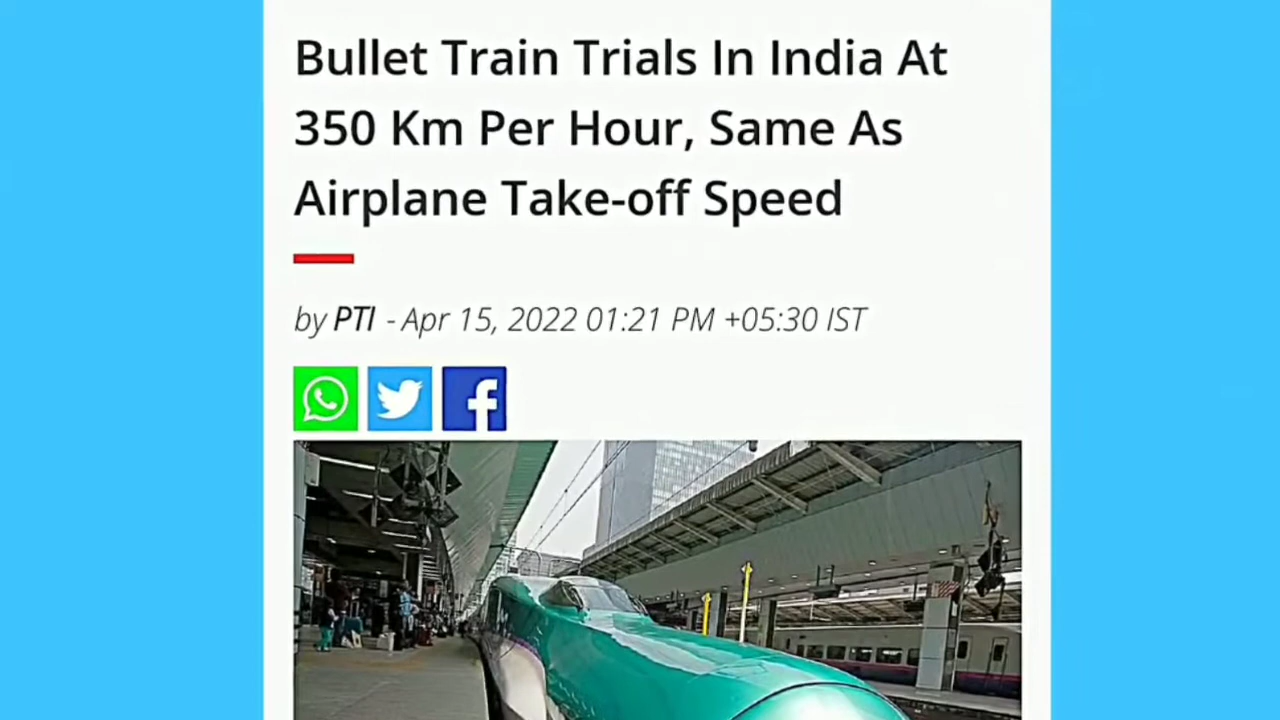 Bullet Train Trials In India At
350 Km Per Hour, Same As
Airplane Take-off Speed
by PTI - Apr 15, 2022 01:21 PM +05:30 IST